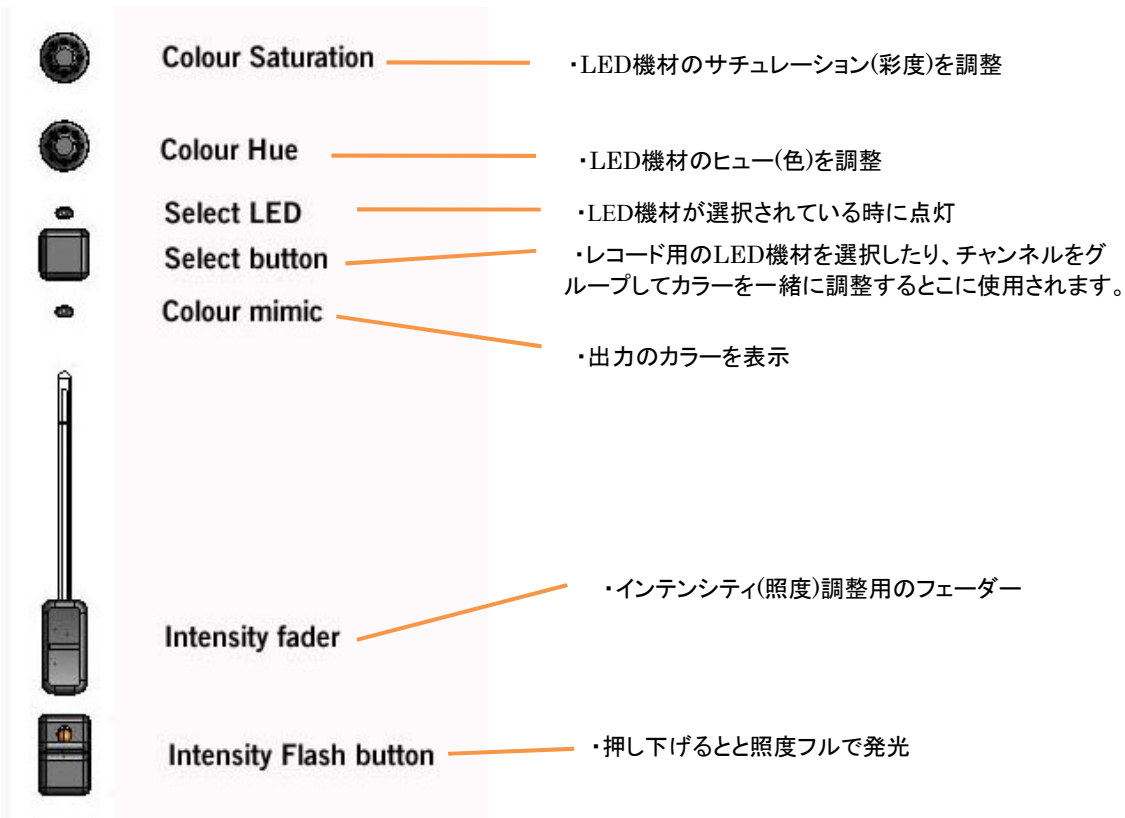 Colour Saturation
・LED機材のサチュレーション(彩度)を調整
Colour Hue
・LED機材のヒュー(色)を調整
Select LED
・LED機材が選択されている時に点灯
Select button
・レコード用のLED機材を選択したり、チャンネルをグ
ループしてカラーを一緒に調整するとこに使用されます。
Colour mimic
・出力のカラーを表示
・インテンシティ(照度)調整用のフェーダー
Intensity fader
Intensity Flash button
・押し下げるとと照度フルで発光